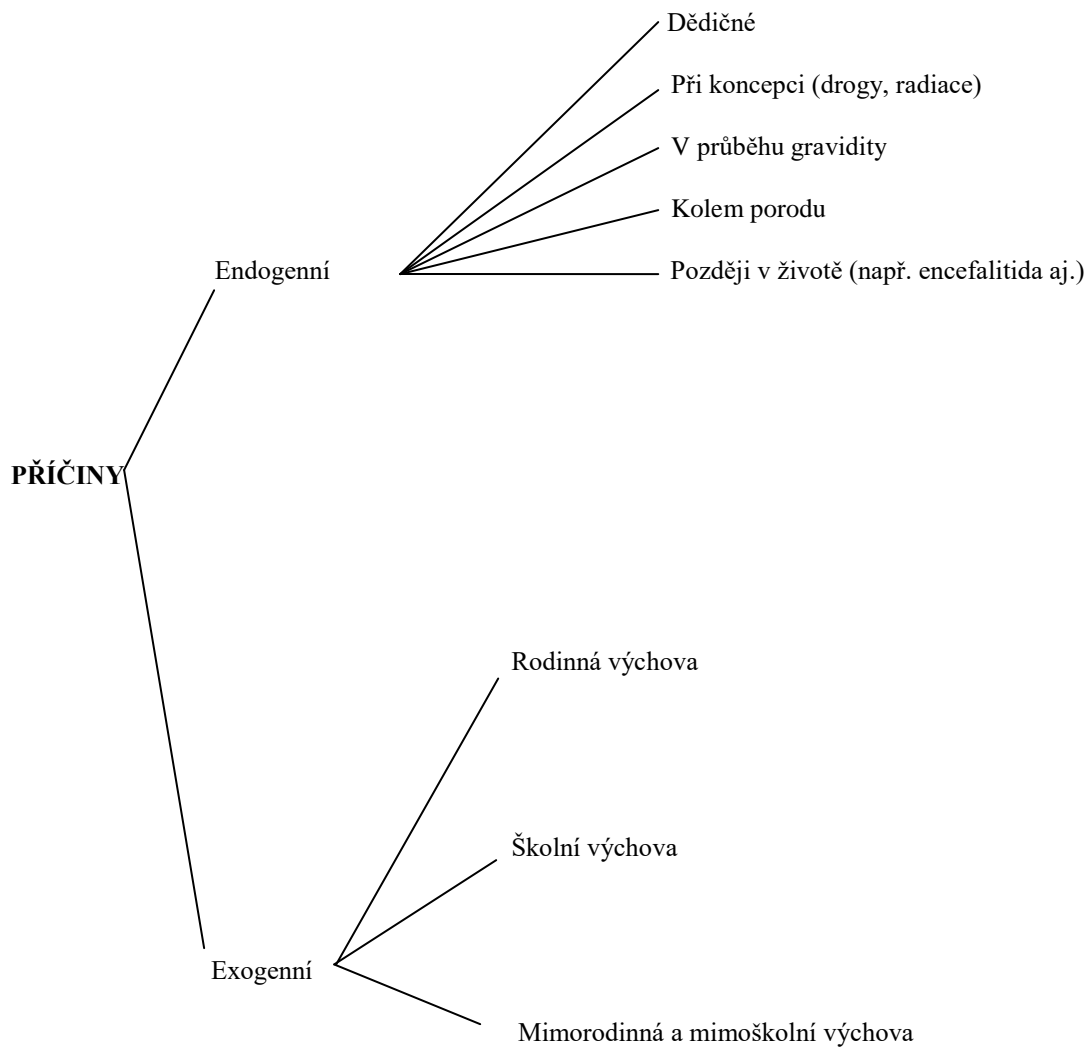 Dědičné
Při koncepci (drogy, radiace)
V průběhu gravidity
Kolem porodu
Endogenní
Později v životě (např. encefalitida aj.)
PŘÍČINY
Rodinná výchova
Školní výchova
Exogenní
Mimorodinná a mimoškolní výchova